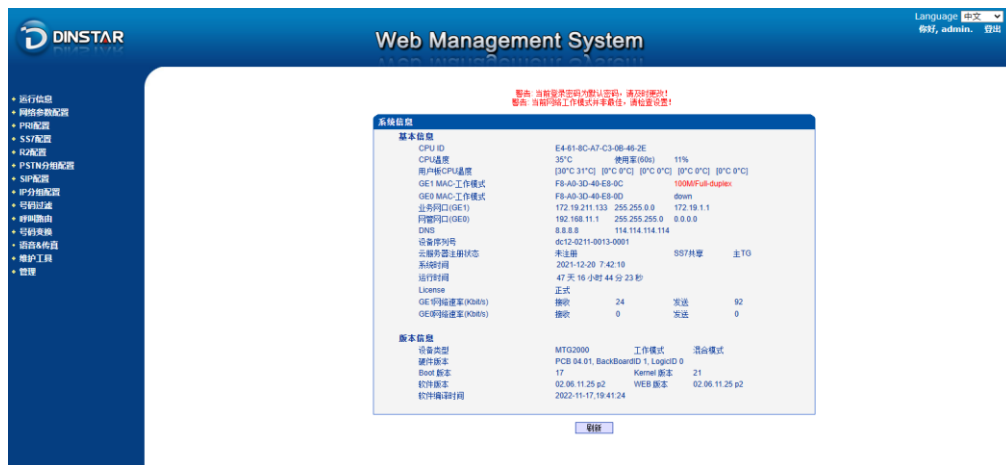 Language 中文
DINSTAR
Web Management System
你好, admin. 登出
警告: 当前登录密码为默认密码，请及时更改!
警告: 当前网络工作模式并非最佳，请检查设置!
运行信息
网络参数配置
PRI配置
SS7配置
R2配置
PSTN分组配置
SIP配置
IP分组配置
号码过滤
呼叫路由
号码变换
语音&传真
维护工具
管理
系统信息
基本信息
CPU ID E4-61-8C-A7-C3-0B-46-2E
CPU温度 35°C 使用率(60s) 11%
用户板CPU温度 [30°C 31°C] [0°C 0°C] [0°C 0°C] [0°C 0°C] [0°C 0°C]
GE1 MAC-工作模式 F8-A0-3D-40-E8-0C 100M/Full-duplex
GE0 MAC-工作模式 F8-A0-3D-40-E8-0D down
业务网口(GE1) 172.19.211.133 255.255.0.0 172.19.1.1
网管网口(GE0) 192.168.11.1 255.255.255.0 0.0.0.0
DNS 8.8.8.8 114.114.114.114
设备序列号 dc12-0211-0013-0001
云服务器注册状态 未注册 SS7共享 主TG
系统时间 2021-12-20 7:42:10
运行时间 47 天 16 小时 44 分 23 秒
License 正式
GE1网络速率(Kbit/s) 接收 24 发送 92
GE0网络速率(Kbit/s) 接收 0 发送 0
版本信息
设备类型 MTG2000 工作模式 混合模式
硬件版本 PCB 04.01, BackBoardID 1, LogicID 0
Boot 版本 17 Kernel 版本 21
软件版本 02.06.11.25 p2 WEB 版本 02.06.11.25 p2
软件编译时间 2022-11-17,19:41:24
刷新